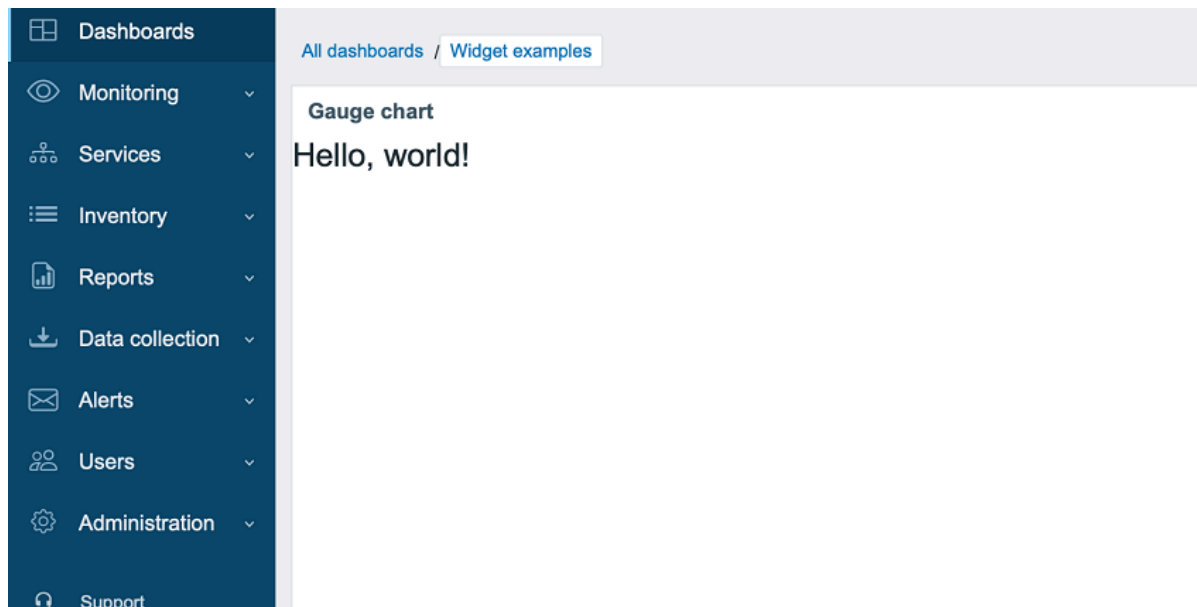 Dashboards
Monitoring
Services
Inventory
Reports
Data collection
Alerts
Users
Administration
Support
All dashboards / Widget examples
Gauge chart
Hello, world!